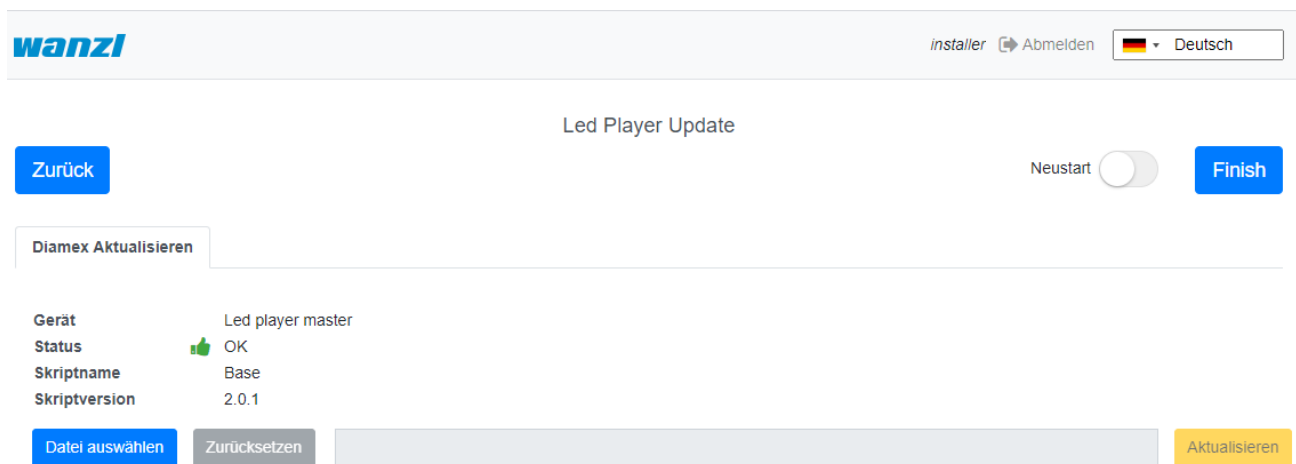 wanzl
installer Abmelden Deutsch
Led Player Update
Zurück Neustart Finish
Diamex Aktualisieren
Gerät Led player master
Status OK
Skriptname Base
Skriptversion 2.0.1
Datei auswählen Zurücksetzen Aktualisieren